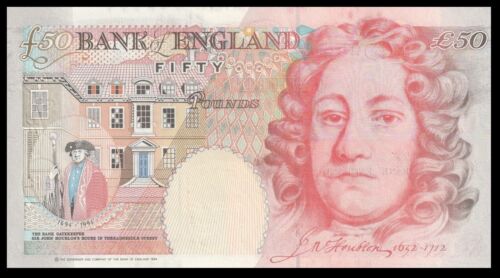 £50 BANK of ENGLAND £50
FIFTY
POUNDS
1694-1994
THE BANK GATEKEEPER
SIR JOHN HOUBLON'S HOUSE IN THREADNEEDLE STREET
© THE GOVERNOR AND COMPANY OF THE BANK OF ENGLAND 1994
Jn Houblon 1632-1712